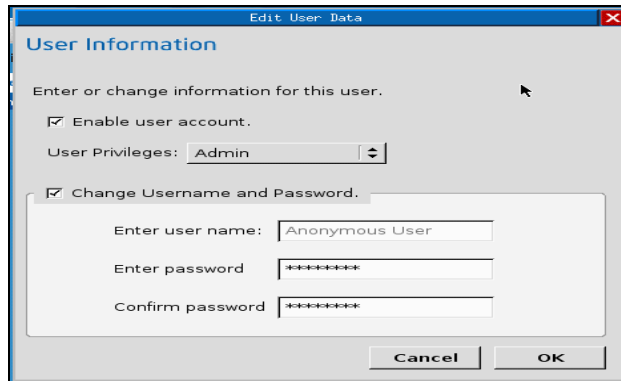 Edit User Data
User Information
Enter or change information for this user.
Enable user account.
User Privileges: Admin
Change Username and Password.
Enter user name: Anonymous User
Enter password *********
Confirm password *********
Cancel OK